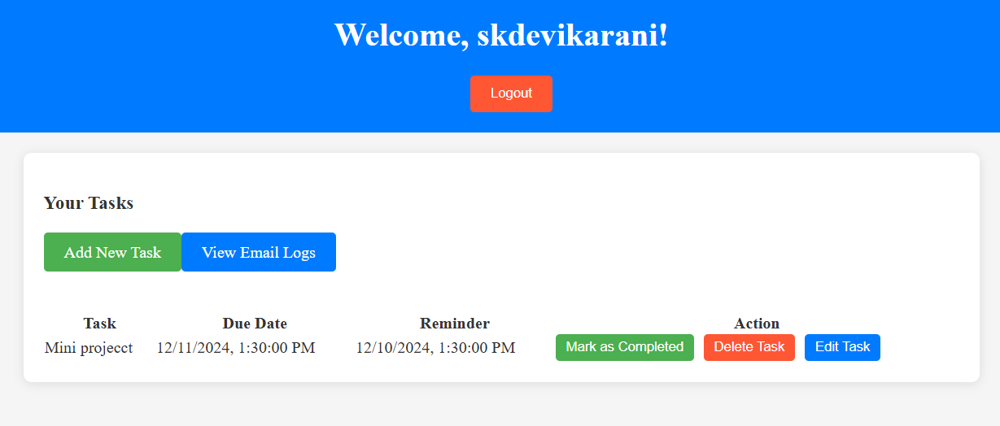 Welcome, skdevikarani!
Logout
Your Tasks
Add New Task View Email Logs
Task Due Date Reminder Action
Mini projecct 12/11/2024, 1:30:00 PM 12/10/2024, 1:30:00 PM Mark as Completed Delete Task Edit Task